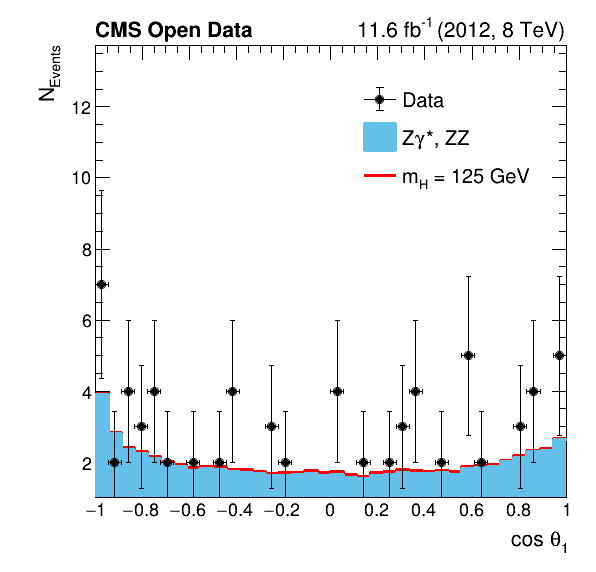 CMS Open Data 11.6 fb⁻¹ (2012, 8 TeV)
N_Events
Data
Zγ*, ZZ
m_H = 125 GeV
12
10
8
6
4
2
−1 −0.8 −0.6 −0.4 −0.2 0 0.2 0.4 0.6 0.8 1
cos θ₁